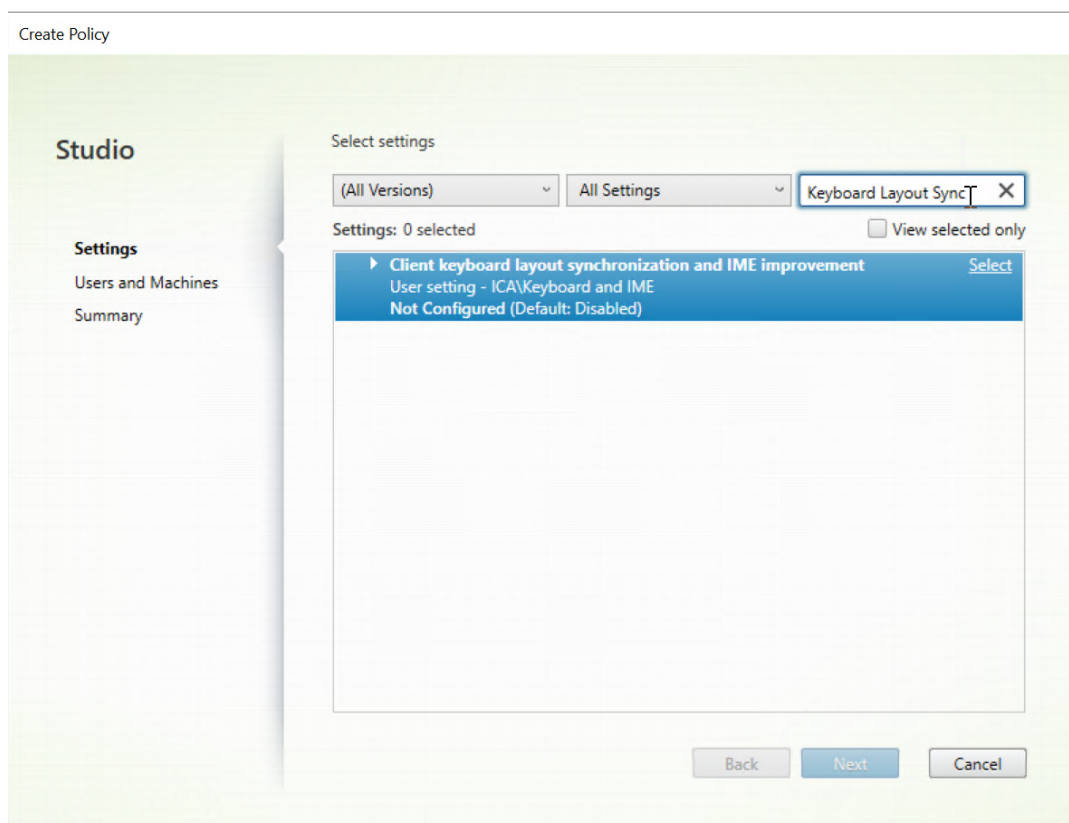 Create Policy
Studio
Settings
Users and Machines
Summary
Select settings
(All Versions)
All Settings
Keyboard Layout Sync
Settings: 0 selected
View selected only
Client keyboard layout synchronization and IME improvement
Select
User setting - ICA\Keyboard and IME
Not Configured (Default: Disabled)
Back
Next
Cancel